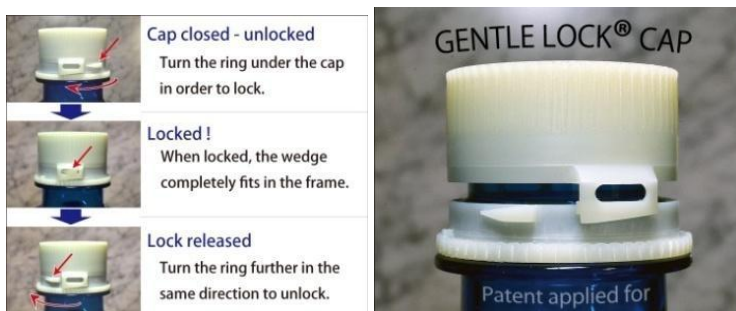 Cap closed - unlocked
Turn the ring under the cap
in order to lock.
Locked !
When locked, the wedge
completely fits in the frame.
Lock released
Turn the ring further in the
same direction to unlock.
GENTLE LOCK® CAP
Patent applied for